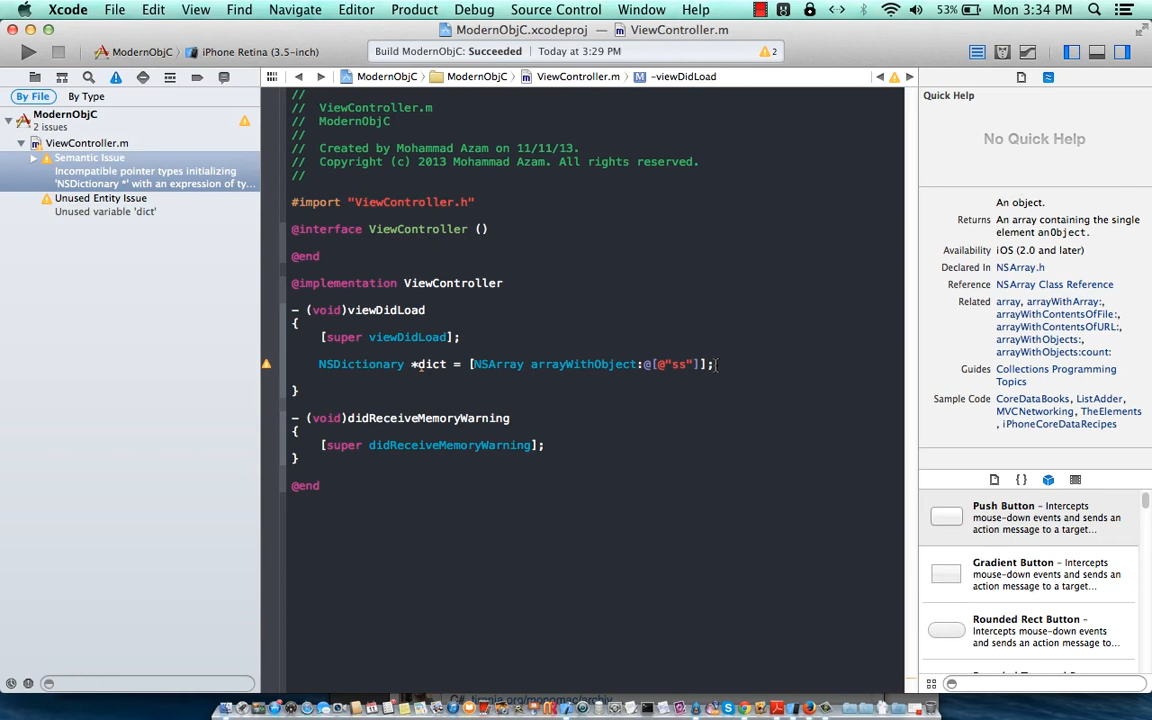 Xcode File Edit View Find Navigate Editor Product Debug Source Control Window Help 53% Mon 3:34 PM
ModernObjC.xcodeproj — ViewController.m
ModernObjC iPhone Retina (3.5-inch) Build ModernObjC: Succeeded Today at 3:29 PM 2
ModernObjC ModernObjC ViewController.m M -viewDidLoad
By File By Type
ModernObjC
2 issues
ViewController.m
Semantic Issue
Incompatible pointer types initializing
'NSDictionary *' with an expression of ty...
Unused Entity Issue
Unused variable 'dict'
//
// ViewController.m
// ModernObjC
//
// Created by Mohammad Azam on 11/11/13.
// Copyright (c) 2013 Mohammad Azam. All rights reserved.
//
#import "ViewController.h"
@interface ViewController ()
@end
@implementation ViewController
- (void)viewDidLoad
{
[super viewDidLoad];
NSDictionary *dict = [NSArray arrayWithObject:@[@"ss"]];
}
- (void)didReceiveMemoryWarning
{
[super didReceiveMemoryWarning];
}
@end
Quick Help
No Quick Help
An object.
Returns An array containing the single
element anObject.
Availability iOS (2.0 and later)
Declared In NSArray.h
Reference NSArray Class Reference
Related array, arrayWithArray:,
arrayWithContentsOfFile:,
arrayWithContentsOfURL:,
arrayWithObjects:,
arrayWithObjects:count:
Guides Collections Programming
Topics
Sample Code CoreDataBooks, ListAdder,
MVCNetworking, TheElements
, iPhoneCoreDataRecipes
{}
Push Button - Intercepts
mouse-down events and sends an
action message to a target...
Gradient Button - Intercepts
mouse-down events and sends an
action message to a target...
Rounded Rect Button -
Intercepts mouse-down events and
sends an action message to a...